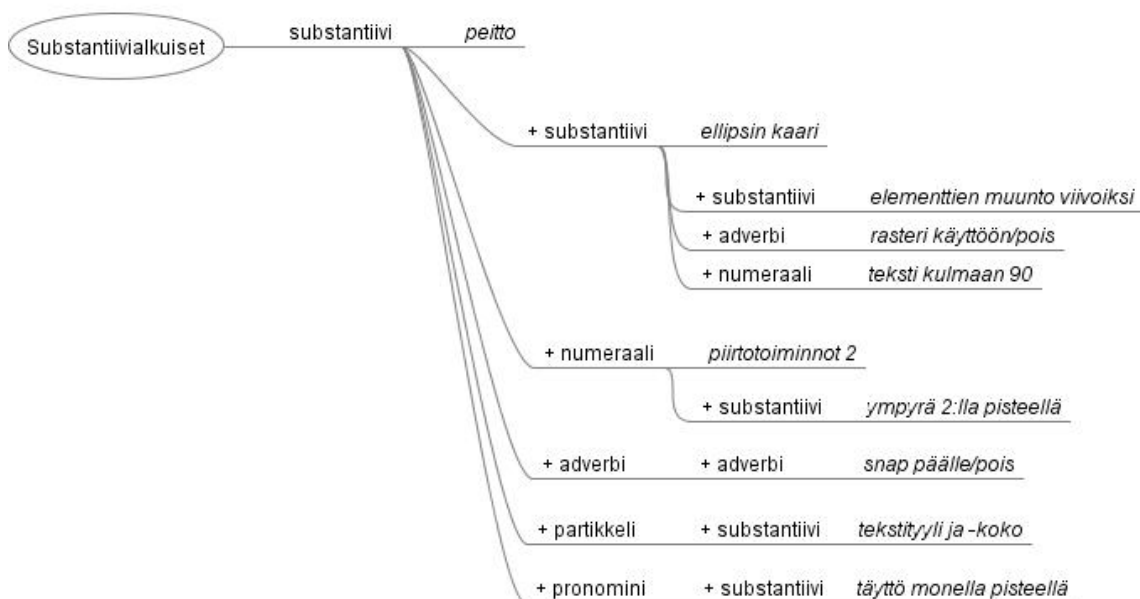 Substantiivialkuiset substantiivi peitto
+ substantiivi ellipsin kaari
+ substantiivi elementtien muunto viivoiksi
+ adverbi rasteri käyttöön/pois
+ numeraali teksti kulmaan 90
+ numeraali piirtotoiminnot 2
+ substantiivi ympyrä 2:lla pisteellä
+ adverbi + adverbi snap päälle/pois
+ partikkeli + substantiivi tekstityyli ja -koko
+ pronomini + substantiivi täyttö monella pisteellä